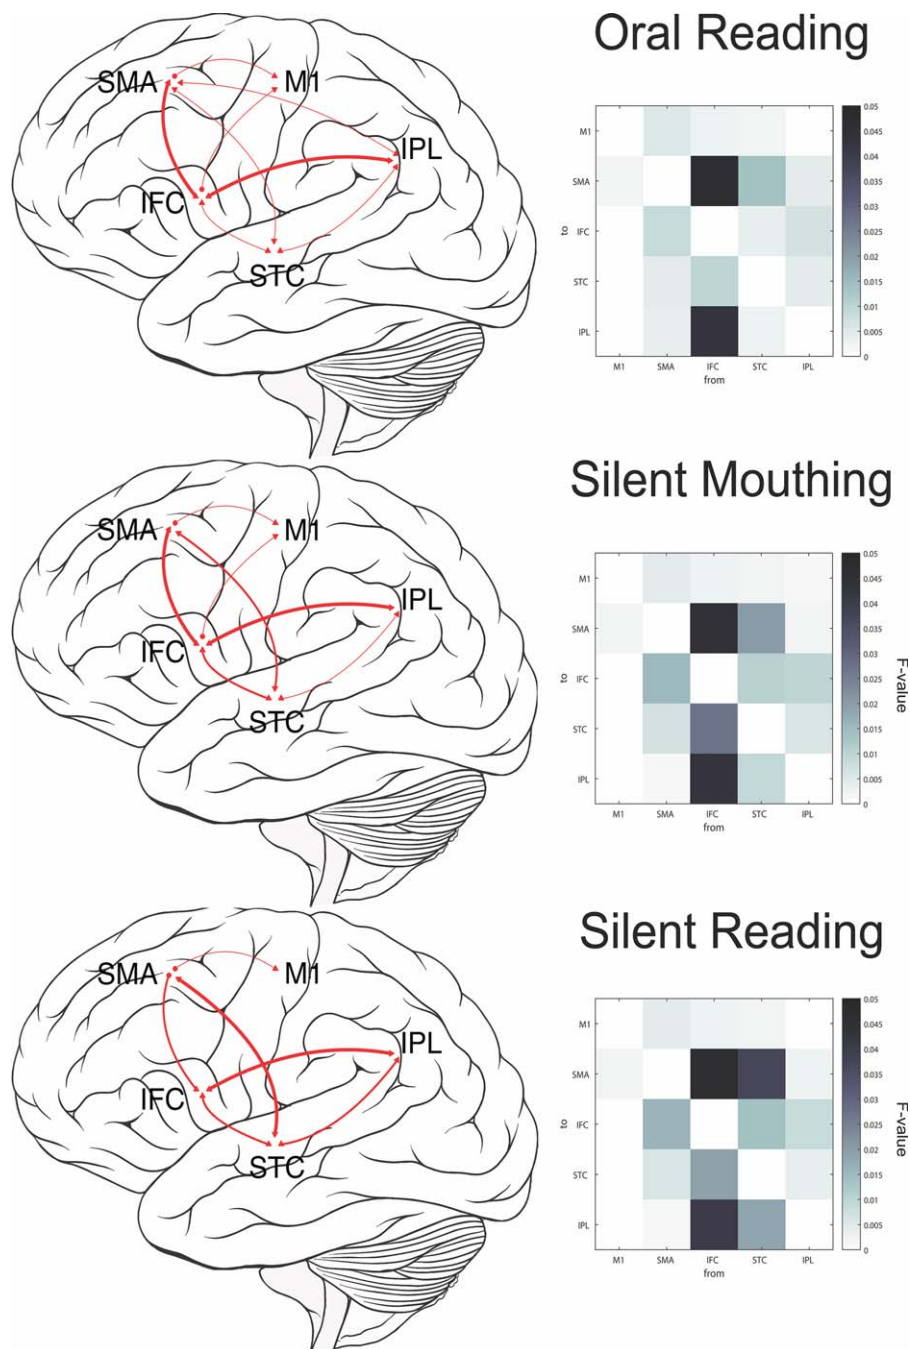 Oral Reading
SMA
M1
IPL
IFC
STC
M1
SMA
IFC
STC
IPL
to
M1 SMA IFC STC IPL
from
0.05
0.045
0.04
0.035
0.03
0.025
0.02
0.015
0.01
0.005
0
Silent Mouthing
SMA
M1
IPL
IFC
STC
M1
SMA
IFC
STC
IPL
to
M1 SMA IFC STC IPL
from
0.05
0.045
0.04
0.035
0.03
0.025
0.02
0.015
0.01
0.005
0
F-value
Silent Reading
SMA
M1
IPL
IFC
STC
M1
SMA
IFC
STC
IPL
to
M1 SMA IFC STC IPL
from
0.05
0.045
0.04
0.035
0.03
0.025
0.02
0.015
0.01
0.005
0
F-value